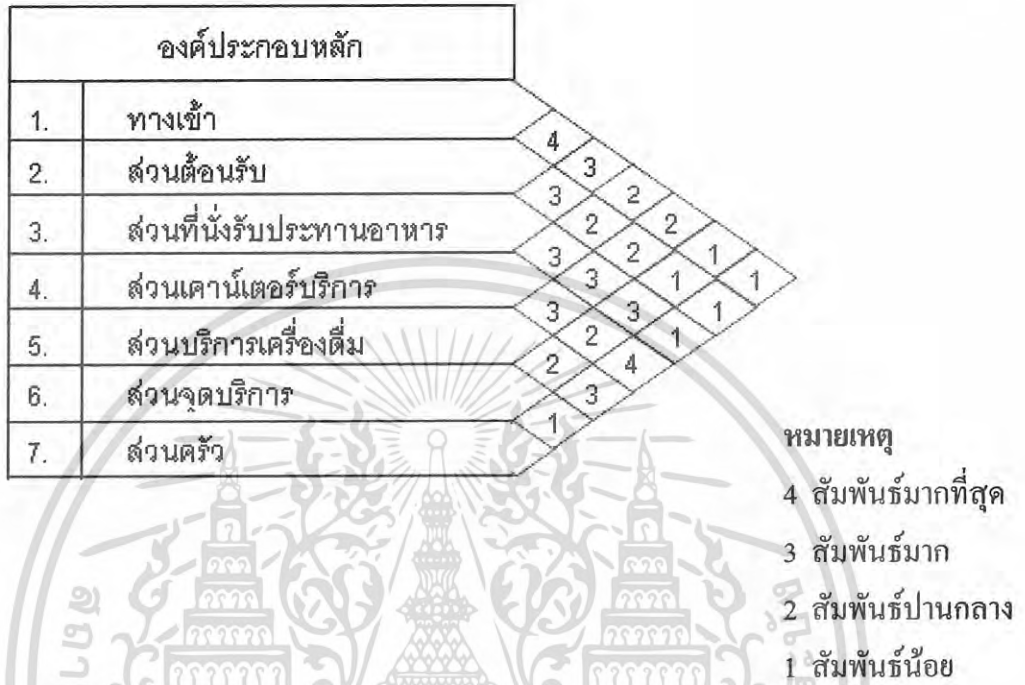 องค์ประกอบหลัก
1. ทางเข้า
2. ส่วนต้อนรับ
3. ส่วนที่นั่งรับประทานอาหาร
4. ส่วนเคาน์เตอร์บริการ
5. ส่วนบริการเครื่องดื่ม
6. ส่วนจุดบริการ
7. ส่วนครัว
4
3
3 2
2 2
3 2 1
3 1 1
3 3 1
2 1
2 4
3
1
หมายเหตุ
4 สัมพันธ์มากที่สุด
3 สัมพันธ์มาก
2 สัมพันธ์ปานกลาง
1 สัมพันธ์น้อย
สถา